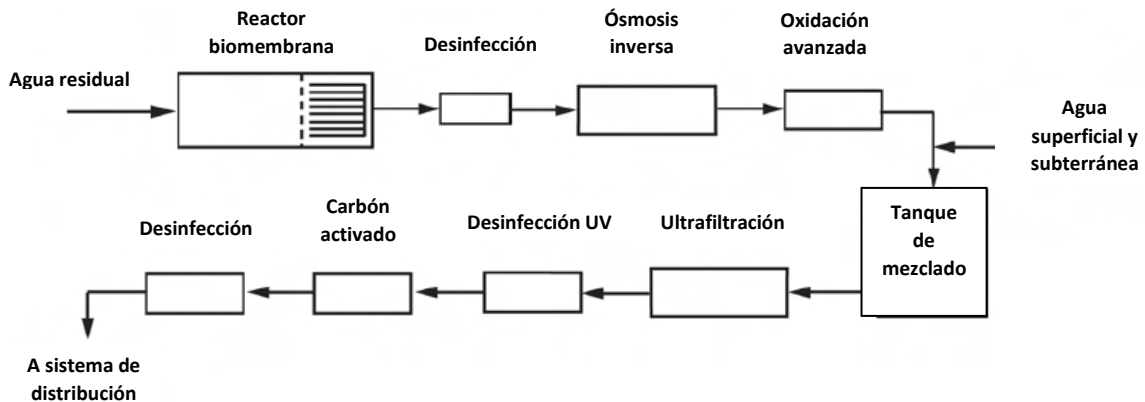 Reactor
biomembrana
Desinfección
Ósmosis
inversa
Oxidación
avanzada
Agua residual
Agua
superficial y
subterránea
Tanque
de
mezclado
Ultrafiltración
Desinfección UV
Carbón
activado
Desinfección
A sistema de
distribución